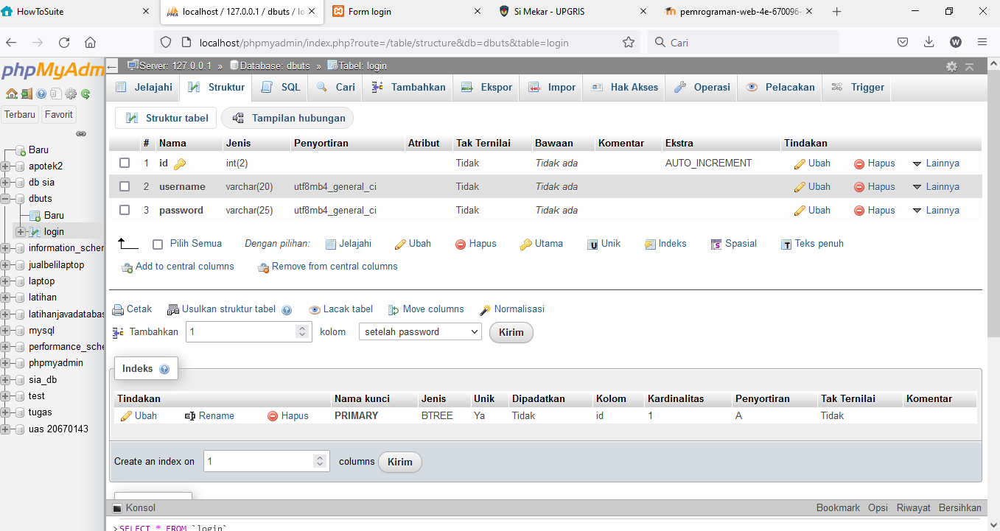 HowToSuite
localhost / 127.0.0.1 / dbuts / lo
Form login
Si Mekar - UPGRIS
pemrograman-web-4e-670096-
localhost/phpmyadmin/index.php?route=/table/structure&db=dbuts&table=login
Cari
W
phpMyAdm
Terbaru Favorit
Baru
apotek2
db sia
dbuts
Baru
login
information_scher
jualbelilaptop
laptop
latihan
latihanjavadatabas
mysql
performance_sche
phpmyadmin
sia_db
test
tugas
uas 20670143
Server: 127.0.0.1 » Database: dbuts » Tabel: login
Jelajahi Struktur SQL Cari Tambahkan Ekspor Impor Hak Akses Operasi Pelacakan Trigger
Struktur tabel Tampilan hubungan
# Nama Jenis Penyortiran Atribut Tak Ternilai Bawaan Komentar Ekstra Tindakan
1 id int(2) Tidak Tidak ada AUTO_INCREMENT Ubah Hapus Lainnya
2 username varchar(20) utf8mb4_general_ci Tidak Tidak ada Ubah Hapus Lainnya
3 password varchar(25) utf8mb4_general_ci Tidak Tidak ada Ubah Hapus Lainnya
Pilih Semua Dengan pilihan: Jelajahi Ubah Hapus Utama Unik Indeks Spasial Teks penuh
Add to central columns Remove from central columns
Cetak Usulkan struktur tabel Lacak tabel Move columns Normalisasi
Tambahkan 1 kolom setelah password Kirim
Indeks
Tindakan Nama kunci Jenis Unik Dipadatkan Kolom Kardinalitas Penyortiran Tak Ternilai Komentar
Ubah Rename Hapus PRIMARY BTREE Ya Tidak id 1 A Tidak
Create an index on 1 columns Kirim
Konsol Bookmark Opsi Riwayat Bersihkan
>SELECT * FROM `login`